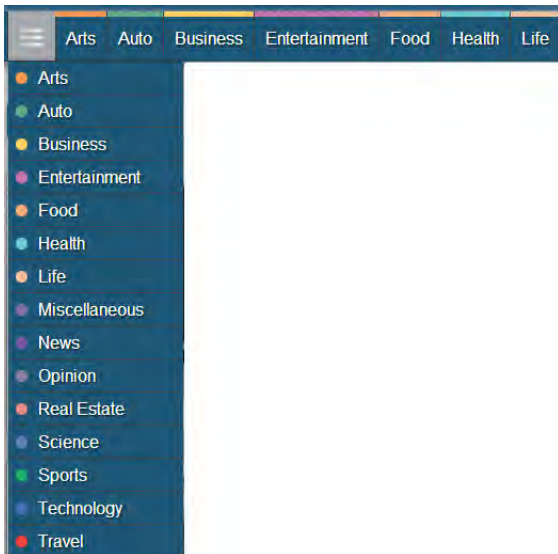 Arts Auto Business Entertainment Food Health Life
Arts
Auto
Business
Entertainment
Food
Health
Life
Miscellaneous
News
Opinion
Real Estate
Science
Sports
Technology
Travel